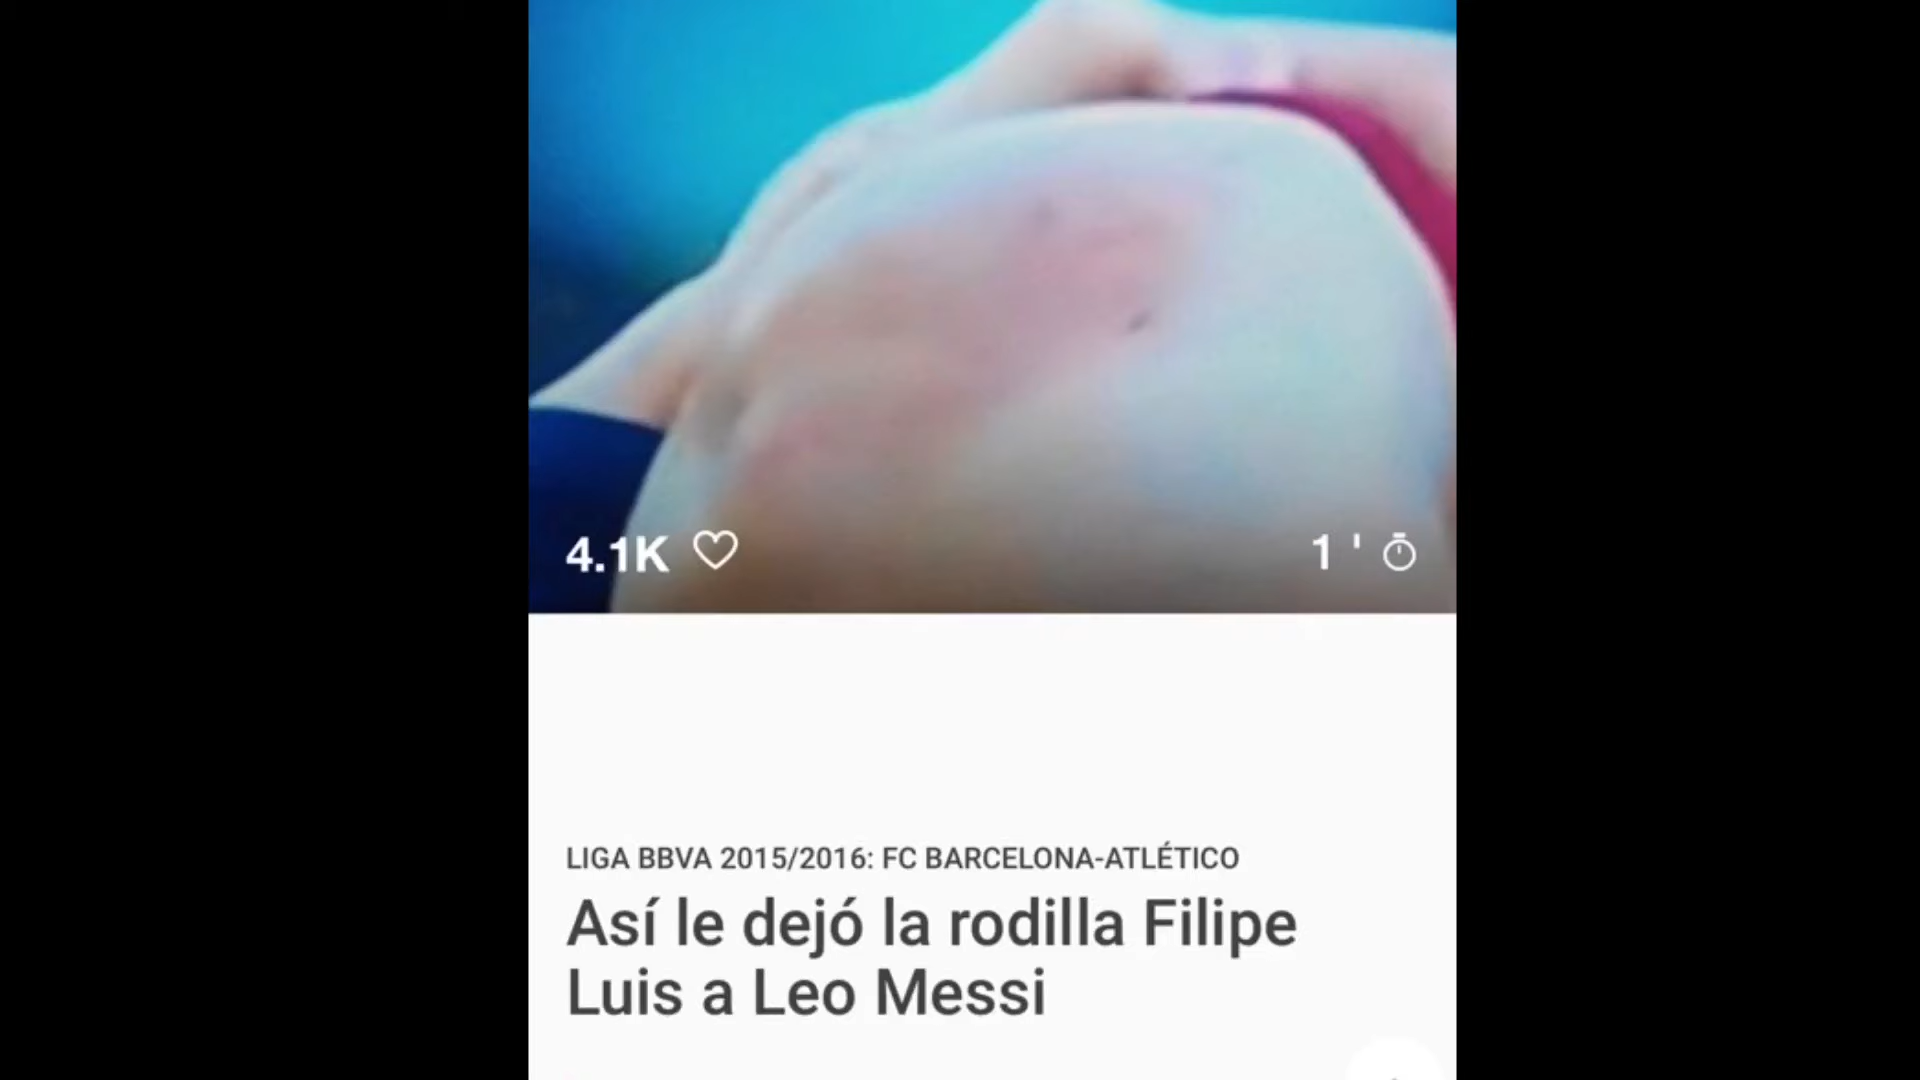 4.1K
1 '
LIGA BBVA 2015/2016: FC BARCELONA-ATLÉTICO
Así le dejó la rodilla Filipe
Luis a Leo Messi